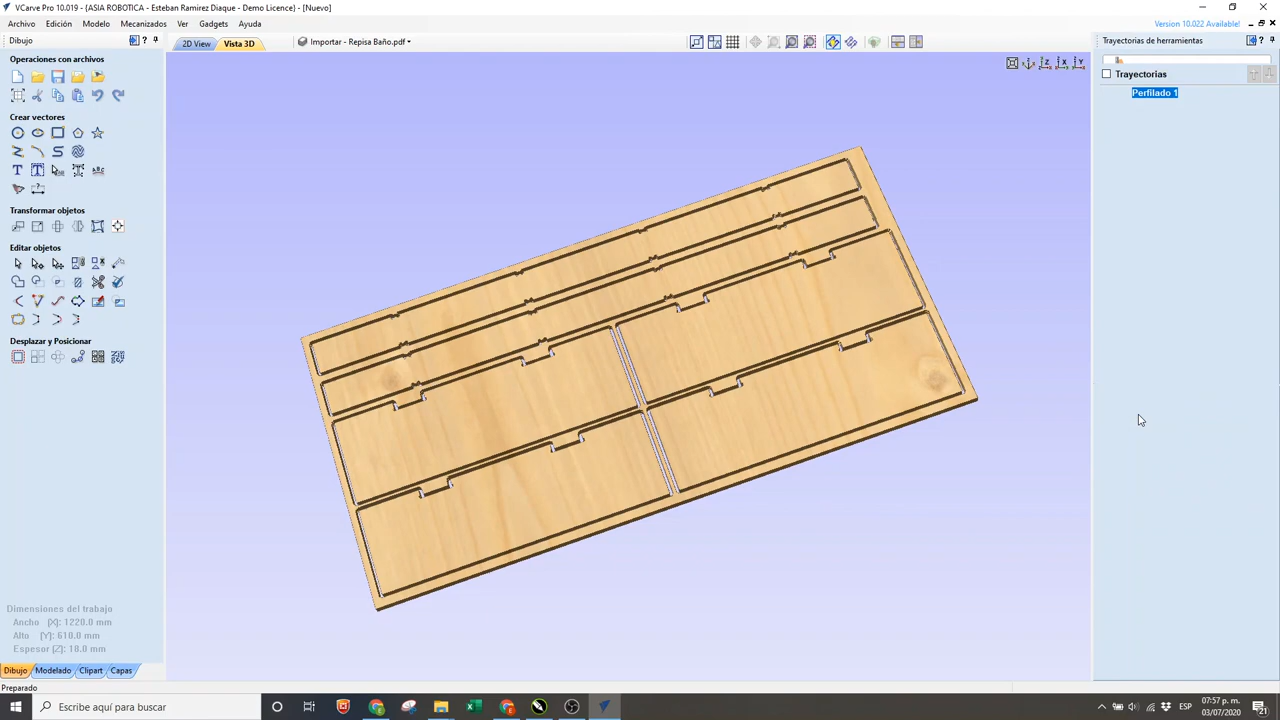 VCarve Pro 10.019 - (ASIA ROBOTICA - Esteban Ramirez Diaque - Demo Licence) - [Nuevo]
Archivo Edición Modelo Mecanizados Ver Gadgets Ayuda
Version 10.022 Available!
Dibujo
2D View
Vista 3D
Importar - Repisa Baño.pdf
Trayectorias de herramientas
Operaciones con archivos
Trayectorias
Perfilado 1
Crear vectores
Transformar objetos
Editar objetos
Desplazar y Posicionar
Dimensiones del trabajo
Ancho (X): 1220.0 mm
Alto (Y): 610.0 mm
Espesor (Z): 18.0 mm
Dibujo Modelado Clipart Capas
Preparado
Escribe aquí para buscar
ESP
07:57 p. m.
03/07/2020
21